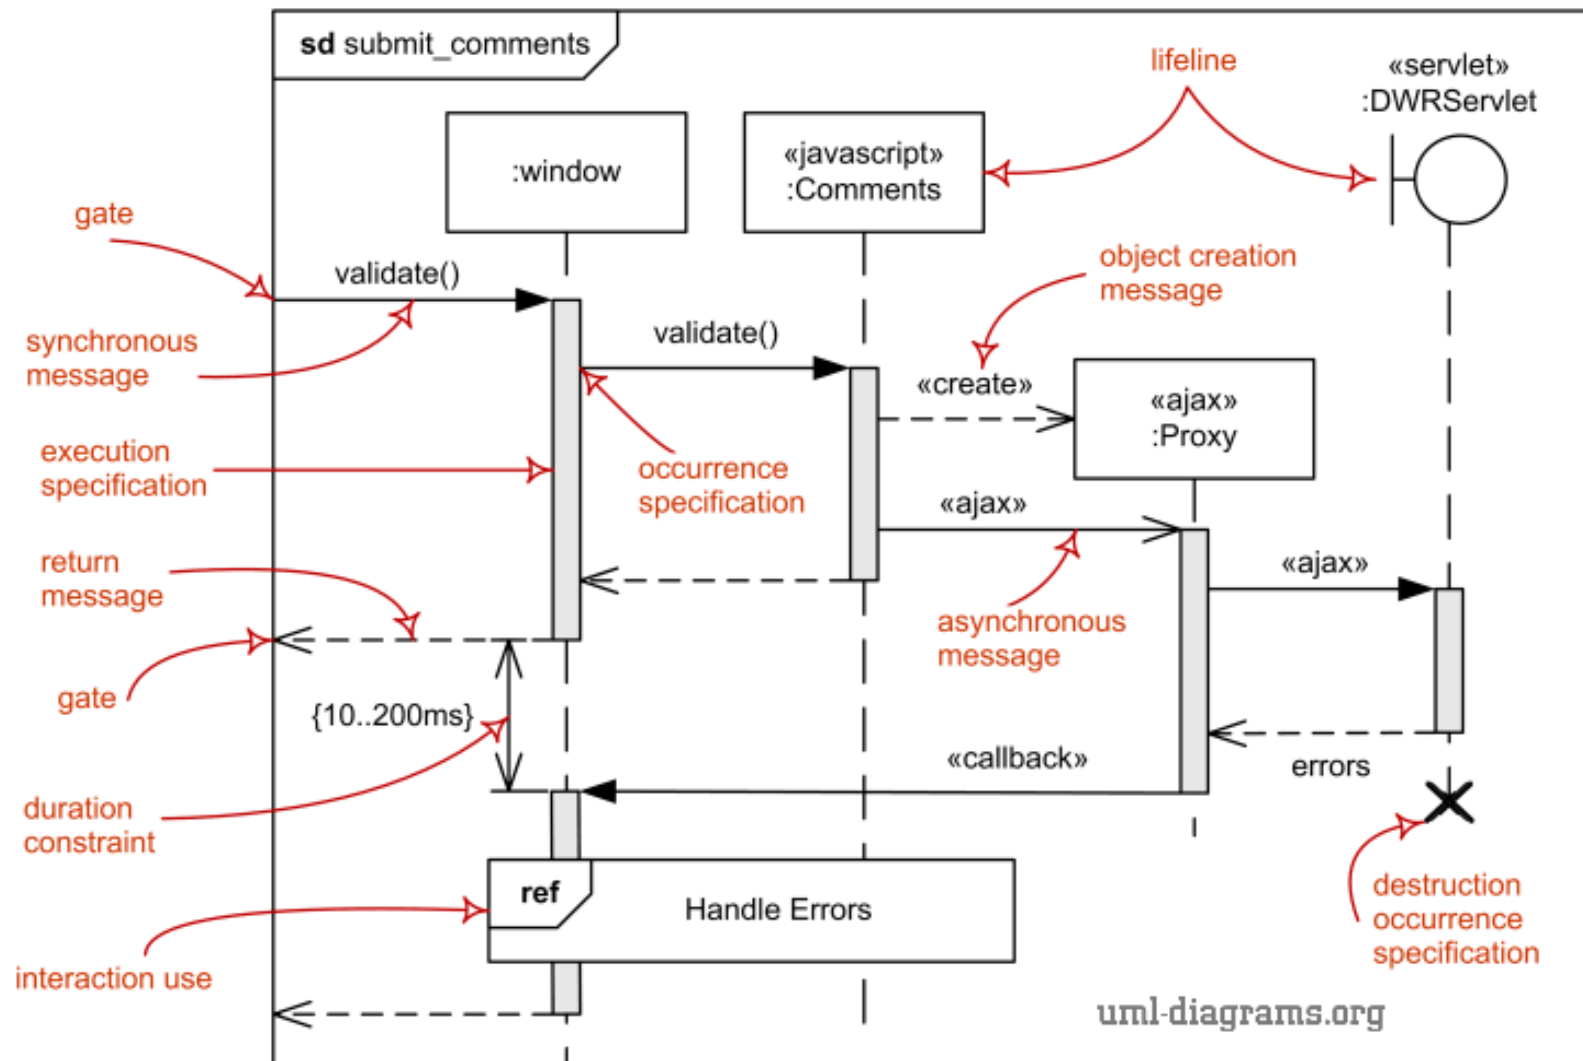 sd submit_comments
lifeline
«servlet»
:DWRServlet
:window
«javascript»
:Comments
gate
validate()
object creation
message
synchronous
message
validate()
«create»
«ajax»
:Proxy
execution
specification
occurrence
specification
«ajax»
return
message
«ajax»
asynchronous
message
gate
{10..200ms}
«callback»
errors
duration
constraint
ref
Handle Errors
destruction
occurrence
specification
interaction use
uml-diagrams.org